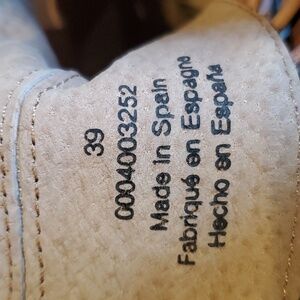 39
0004003252
Made in Spain
Fabriqué en Espagne
Hecho en España